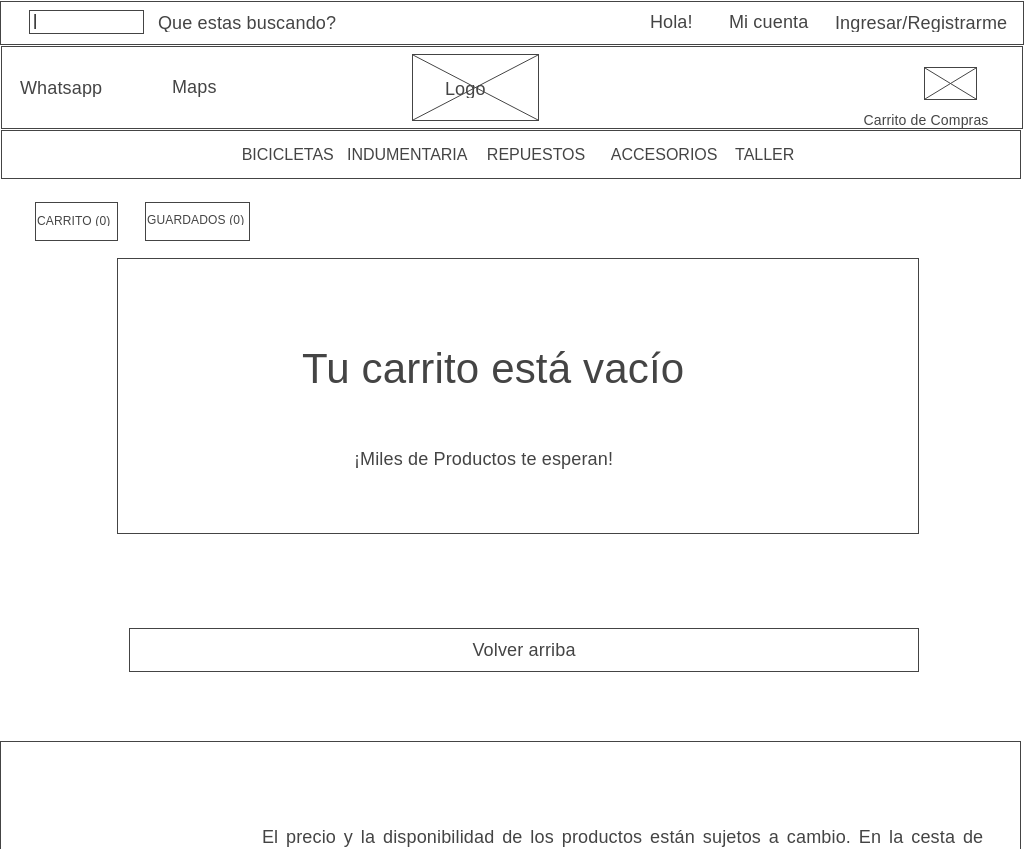 Que estas buscando? Hola! Mi cuenta Ingresar/Registrarme
Whatsapp Maps Logo
Carrito de Compras
BICICLETAS INDUMENTARIA REPUESTOS ACCESORIOS TALLER
CARRITO (0) GUARDADOS (0)
Tu carrito está vacío
¡Miles de Productos te esperan!
Volver arriba
El precio y la disponibilidad de los productos están sujetos a cambio. En la cesta de